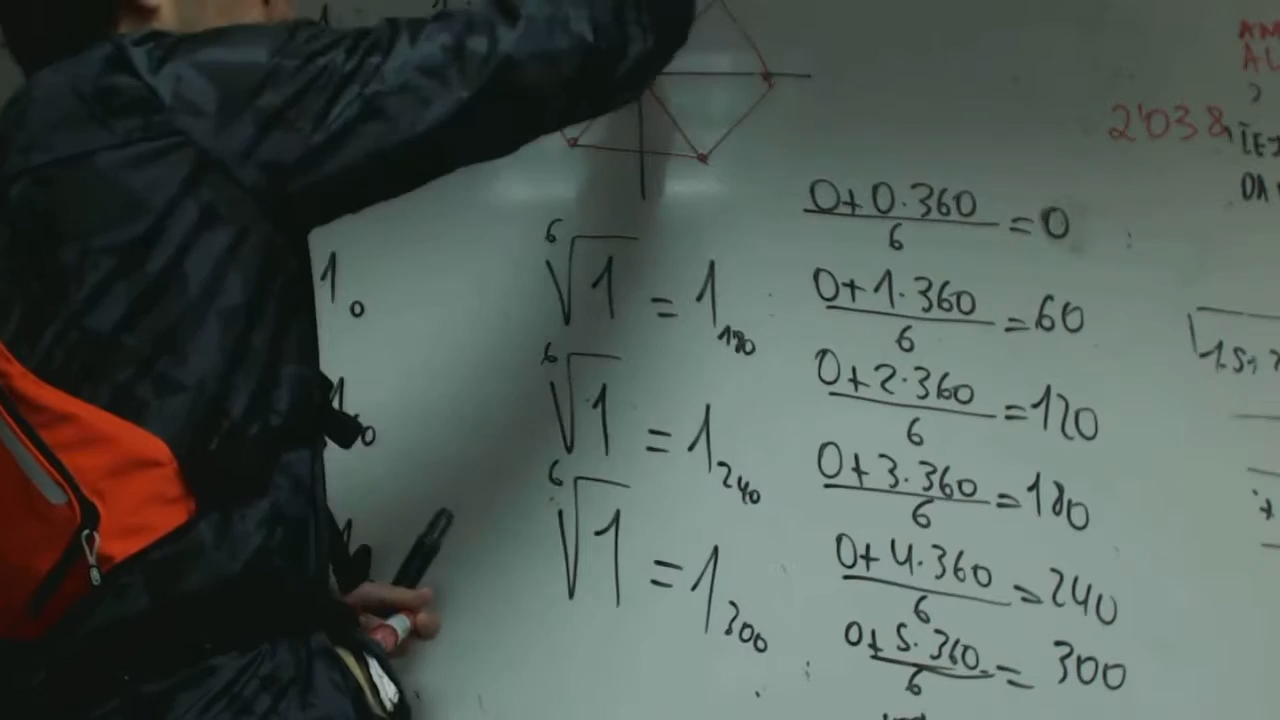 2'038
0+0·360/6 = 0
⁶√1 = 1₁₈₀
0+1·360/6 = 60
⁶√1 = 1₂₄₀
0+2·360/6 = 120
⁶√1 = 1₃₀₀
0+3·360/6 = 180
0+4·360/6 = 240
0+5·360/6 = 300
1₀